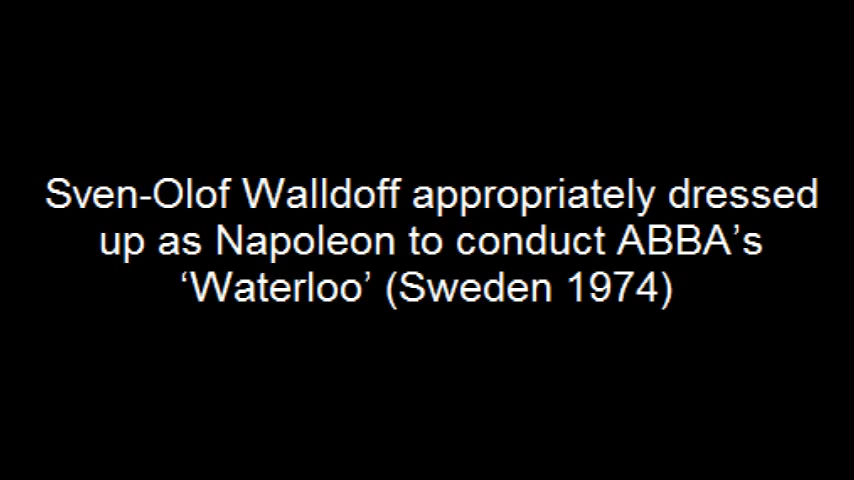 Sven-Olof Walldoff appropriately dressed
up as Napoleon to conduct ABBA’s
‘Waterloo’ (Sweden 1974)